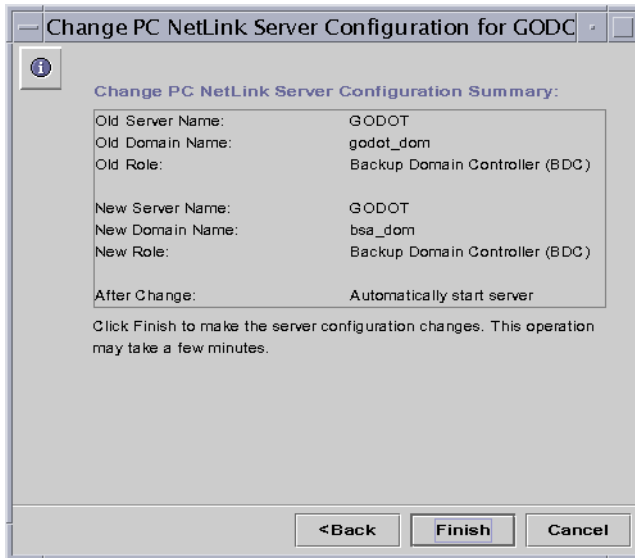 Change PC NetLink Server Configuration for GODC
Change PC NetLink Server Configuration Summary:
Old Server Name: GODOT
Old Domain Name: godot_dom
Old Role: Backup Domain Controller (BDC)
New Server Name: GODOT
New Domain Name: bsa_dom
New Role: Backup Domain Controller (BDC)
After Change: Automatically start server
Click Finish to make the server configuration changes. This operation
may take a few minutes.
<Back Finish Cancel